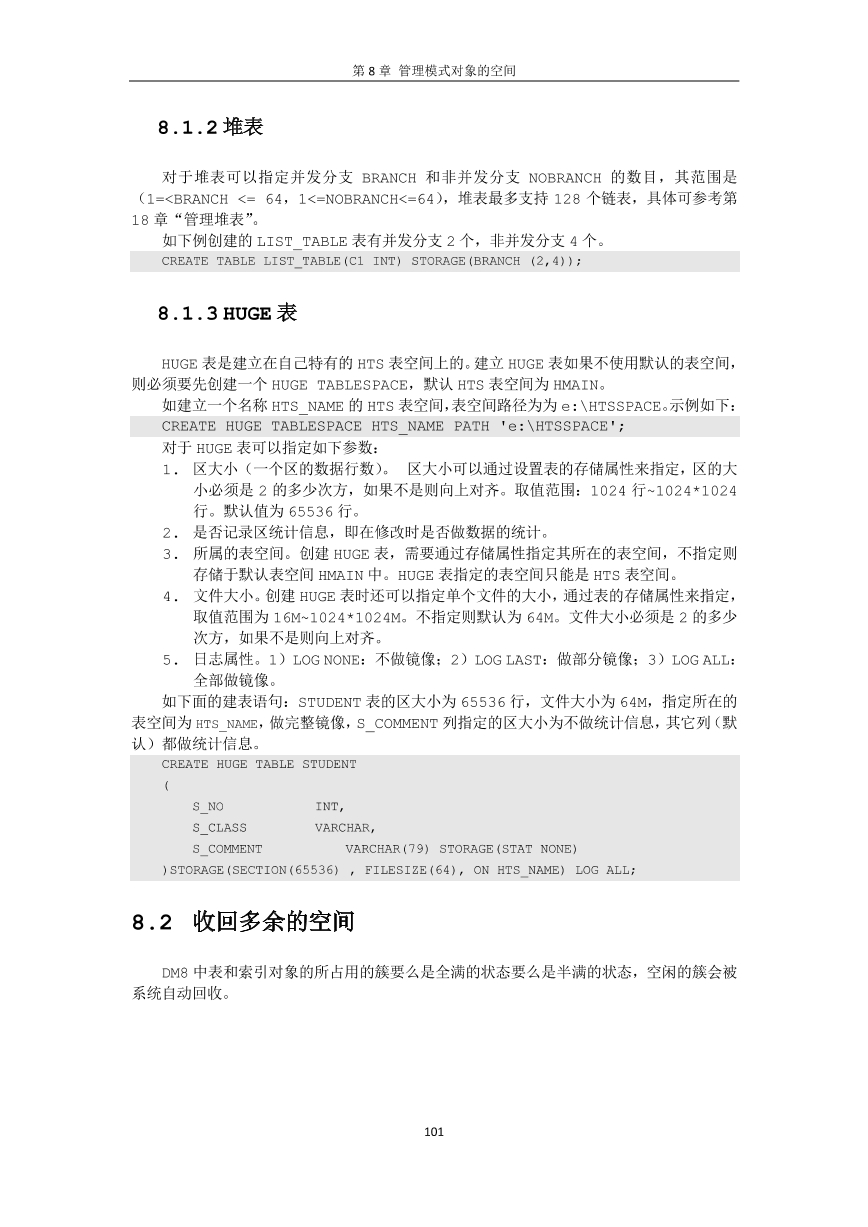 第 8 章 管理模式对象的空间
8.1.2 堆表
对于堆表可以指定并发分支 BRANCH 和非并发分支 NOBRANCH 的数目，其范围是
（1=<BRANCH <= 64，1<=NOBRANCH<=64），堆表最多支持 128 个链表，具体可参考第
18 章“管理堆表”。
如下例创建的 LIST_TABLE 表有并发分支 2 个，非并发分支 4 个。
CREATE TABLE LIST_TABLE(C1 INT) STORAGE(BRANCH (2,4));
8.1.3 HUGE 表
HUGE 表是建立在自己特有的 HTS 表空间上的。建立 HUGE 表如果不使用默认的表空间，
则必须要先创建一个 HUGE TABLESPACE，默认 HTS 表空间为 HMAIN。
如建立一个名称 HTS_NAME 的 HTS 表空间，表空间路径为为 e:\HTSSPACE。示例如下：
CREATE HUGE TABLESPACE HTS_NAME PATH 'e:\HTSSPACE';
对于 HUGE 表可以指定如下参数：
1. 区大小（一个区的数据行数）。 区大小可以通过设置表的存储属性来指定，区的大
小必须是 2 的多少次方，如果不是则向上对齐。取值范围：1024 行~1024*1024
行。默认值为 65536 行。
2. 是否记录区统计信息，即在修改时是否做数据的统计。
3. 所属的表空间。创建 HUGE 表，需要通过存储属性指定其所在的表空间，不指定则
存储于默认表空间 HMAIN 中。HUGE 表指定的表空间只能是 HTS 表空间。
4. 文件大小。创建 HUGE 表时还可以指定单个文件的大小，通过表的存储属性来指定，
取值范围为 16M~1024*1024M。不指定则默认为 64M。文件大小必须是 2 的多少
次方，如果不是则向上对齐。
5. 日志属性。1）LOG NONE：不做镜像；2）LOG LAST：做部分镜像；3）LOG ALL：
全部做镜像。
如下面的建表语句：STUDENT 表的区大小为 65536 行，文件大小为 64M，指定所在的
表空间为 HTS_NAME，做完整镜像，S_COMMENT 列指定的区大小为不做统计信息，其它列（默
认）都做统计信息。
CREATE HUGE TABLE STUDENT
(
S_NO INT,
S_CLASS VARCHAR,
S_COMMENT VARCHAR(79) STORAGE(STAT NONE)
)STORAGE(SECTION(65536) , FILESIZE(64), ON HTS_NAME) LOG ALL;
8.2 收回多余的空间
DM8 中表和索引对象的所占用的簇要么是全满的状态要么是半满的状态，空闲的簇会被
系统自动回收。
101